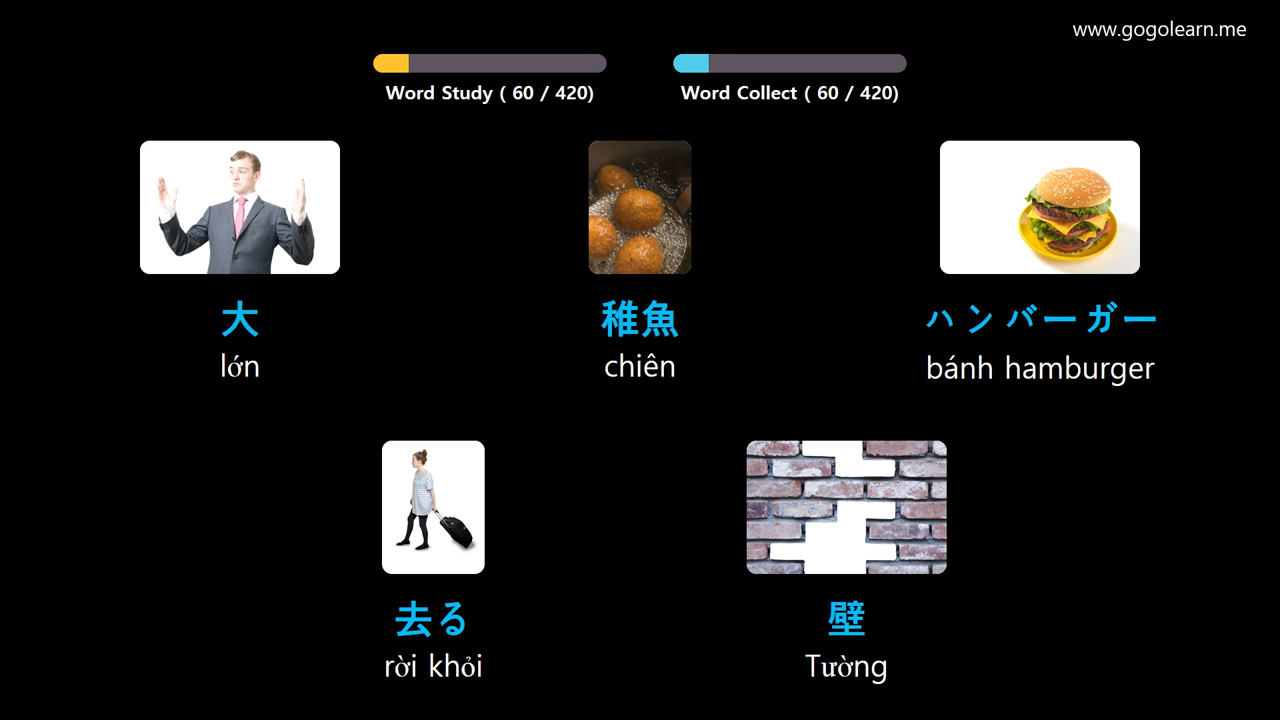 www.gogolearn.me
Word Study ( 60 / 420)
Word Collect ( 60 / 420)
大
lớn
稚魚
chiên
ハンバーガー
bánh hamburger
去る
rời khỏi
壁
Tường